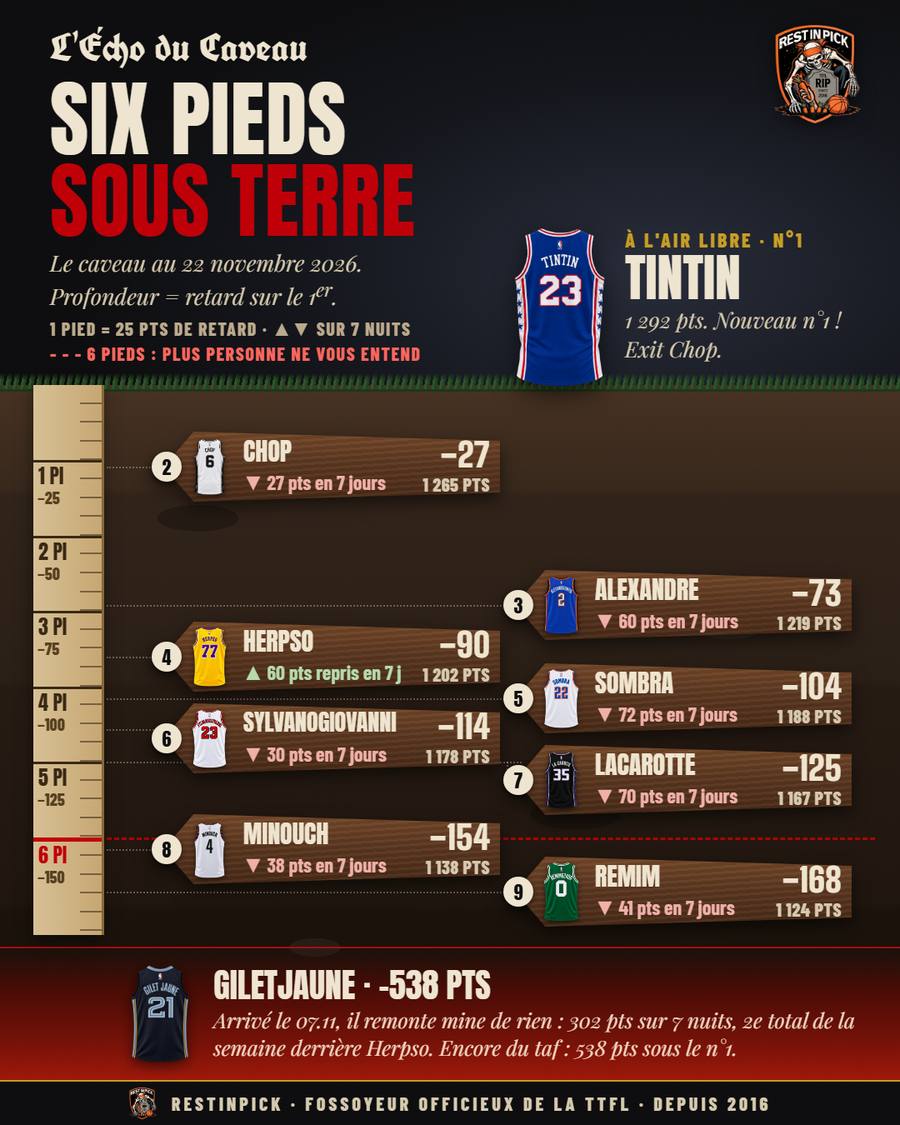 L'Écho du Caveau
REST IN PICK
RIP
SIX PIEDS
SOUS TERRE
Le caveau au 22 novembre 2026.
Profondeur = retard sur le 1er.
1 PIED = 25 PTS DE RETARD · ▲▼ SUR 7 NUITS
- - - 6 PIEDS : PLUS PERSONNE NE VOUS ENTEND
TINTIN
23
À L'AIR LIBRE · N°1
TINTIN
1 292 pts. Nouveau n°1 !
Exit Chop.
1 PI
−25
2 PI
−50
3 PI
−75
4 PI
−100
5 PI
−125
6 PI
−150
2
CHOP
6
CHOP
−27
▼ 27 pts en 7 jours
1 265 PTS
3
2
ALEXANDRE
−73
▼ 60 pts en 7 jours
1 219 PTS
4
HERPSO
77
HERPSO
−90
▲ 60 pts repris en 7 j
1 202 PTS
5
SOMBRA
22
SOMBRA
−104
▼ 72 pts en 7 jours
1 188 PTS
6
23
SYLVANOGIOVANNI
−114
▼ 30 pts en 7 jours
1 178 PTS
7
35
LACAROTTE
−125
▼ 70 pts en 7 jours
1 167 PTS
8
MINOUCH
4
MINOUCH
−154
▼ 38 pts en 7 jours
1 138 PTS
9
0
REMIM
−168
▼ 41 pts en 7 jours
1 124 PTS
GILET JAUNE
21
GILETJAUNE · -538 PTS
Arrivé le 07.11, il remonte mine de rien : 302 pts sur 7 nuits, 2e total de la
semaine derrière Herpso. Encore du taf : 538 pts sous le n°1.
REST IN PICK
RESTINPICK · FOSSOYEUR OFFICIEUX DE LA TTFL · DEPUIS 2016